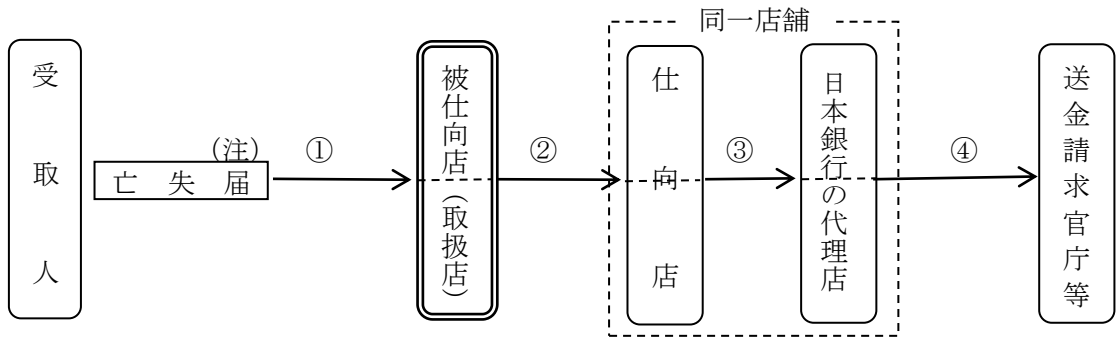 同一店舗
受取人
(注)
亡失届
①
被仕向店(取扱店)
②
仕向店
③
日本銀行の代理店
④
送金請求官庁等